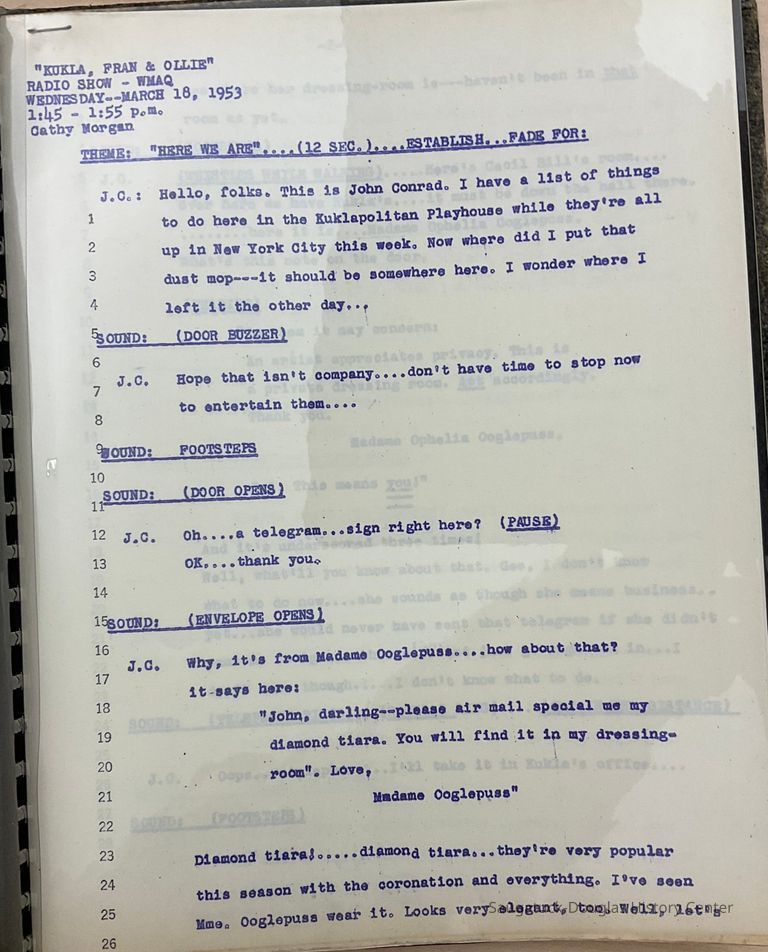 "KUKLA, FRAN & OLLIE"
RADIO SHOW - WMAQ
WEDNESDAY--MARCH 18, 1953
1:45 - 1:55 p.m.
Cathy Morgan
THEME: "HERE WE ARE"....(12 SEC.)....ESTABLISH...FADE FOR:
J.C.: Hello, folks. This is John Conrad. I have a list of things
1 to do here in the Kuklapolitan Playhouse while they're all
2 up in New York City this week. Now where did I put that
3 dust mop---it should be somewhere here. I wonder where I
4 left it the other day...
5 SOUND: (DOOR BUZZER)
6
7 J.C. Hope that isn't company....don't have time to stop now
8 to entertain them....
9 SOUND: FOOTSTEPS
10
11 SOUND: (DOOR OPENS)
12 J.C. Oh....a telegram...sign right here? (PAUSE)
13 OK....thank you.
14
15 SOUND: (ENVELOPE OPENS)
16
17 J.C. Why, it's from Madame Ooglepuss....how about that?
it says here:
18 "John, darling--please air mail special me my
19 diamond tiara. You will find it in my dressing-
20 room". Love,
21 Madame Ooglepuss"
22
23 Diamond tiara!.....diamond tiara...they're very popular
24 this season with the coronation and everything. I've seen
25 Mme. Ooglepuss wear it. Looks very elegant, too. Well, let's
26
Saugatuck-Douglas History Center